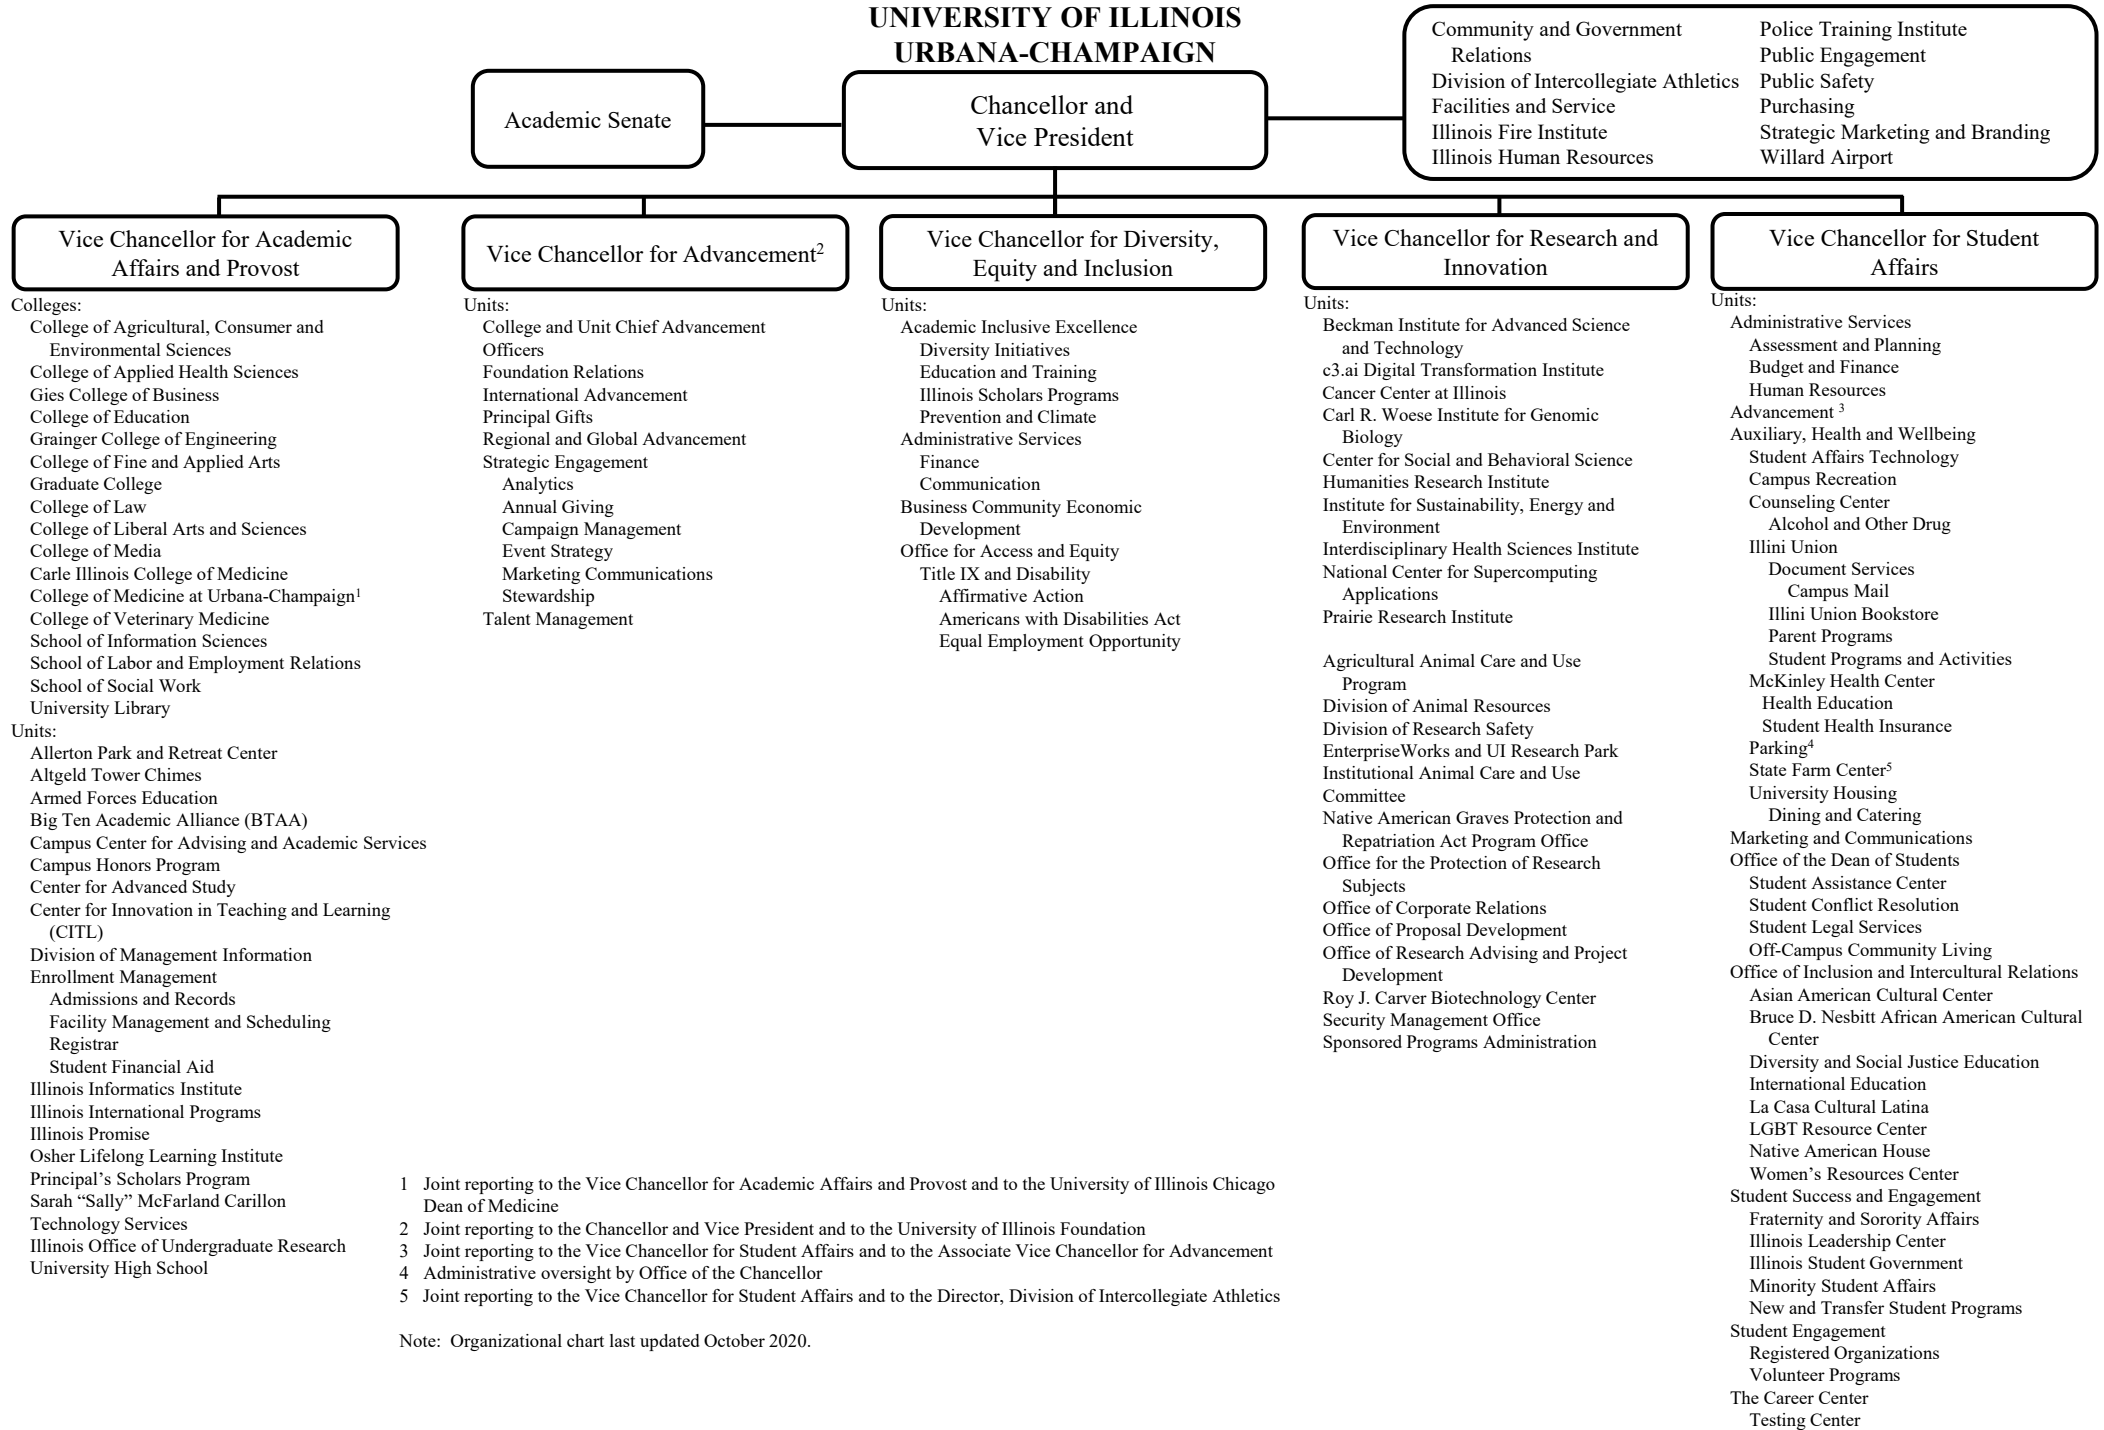 UNIVERSITY OF ILLINOIS
URBANA-CHAMPAIGN
Academic Senate
Chancellor and
Vice President
Community and Government
Relations
Division of Intercollegiate Athletics
Facilities and Service
Illinois Fire Institute
Illinois Human Resources
Police Training Institute
Public Engagement
Public Safety
Purchasing
Strategic Marketing and Branding
Willard Airport
Vice Chancellor for Academic
Affairs and Provost
Colleges:
College of Agricultural, Consumer and
Environmental Sciences
College of Applied Health Sciences
Gies College of Business
College of Education
Grainger College of Engineering
College of Fine and Applied Arts
Graduate College
College of Law
College of Liberal Arts and Sciences
College of Media
Carle Illinois College of Medicine
College of Medicine at Urbana-Champaign¹
College of Veterinary Medicine
School of Information Sciences
School of Labor and Employment Relations
School of Social Work
University Library
Units:
Allerton Park and Retreat Center
Altgeld Tower Chimes
Armed Forces Education
Big Ten Academic Alliance (BTAA)
Campus Center for Advising and Academic Services
Campus Honors Program
Center for Advanced Study
Center for Innovation in Teaching and Learning
(CITL)
Division of Management Information
Enrollment Management
Admissions and Records
Facility Management and Scheduling
Registrar
Student Financial Aid
Illinois Informatics Institute
Illinois International Programs
Illinois Promise
Osher Lifelong Learning Institute
Principal’s Scholars Program
Sarah “Sally” McFarland Carillon
Technology Services
Illinois Office of Undergraduate Research
University High School
Vice Chancellor for Advancement²
Units:
College and Unit Chief Advancement
Officers
Foundation Relations
International Advancement
Principal Gifts
Regional and Global Advancement
Strategic Engagement
Analytics
Annual Giving
Campaign Management
Event Strategy
Marketing Communications
Stewardship
Talent Management
Vice Chancellor for Diversity,
Equity and Inclusion
Units:
Academic Inclusive Excellence
Diversity Initiatives
Education and Training
Illinois Scholars Programs
Prevention and Climate
Administrative Services
Finance
Communication
Business Community Economic
Development
Office for Access and Equity
Title IX and Disability
Affirmative Action
Americans with Disabilities Act
Equal Employment Opportunity
Vice Chancellor for Research and
Innovation
Units:
Beckman Institute for Advanced Science
and Technology
c3.ai Digital Transformation Institute
Cancer Center at Illinois
Carl R. Woese Institute for Genomic
Biology
Center for Social and Behavioral Science
Humanities Research Institute
Institute for Sustainability, Energy and
Environment
Interdisciplinary Health Sciences Institute
National Center for Supercomputing
Applications
Prairie Research Institute
Agricultural Animal Care and Use
Program
Division of Animal Resources
Division of Research Safety
EnterpriseWorks and UI Research Park
Institutional Animal Care and Use
Committee
Native American Graves Protection and
Repatriation Act Program Office
Office for the Protection of Research
Subjects
Office of Corporate Relations
Office of Proposal Development
Office of Research Advising and Project
Development
Roy J. Carver Biotechnology Center
Security Management Office
Sponsored Programs Administration
Vice Chancellor for Student
Affairs
Units:
Administrative Services
Assessment and Planning
Budget and Finance
Human Resources
Advancement ³
Auxiliary, Health and Wellbeing
Student Affairs Technology
Campus Recreation
Counseling Center
Alcohol and Other Drug
Illini Union
Document Services
Campus Mail
Illini Union Bookstore
Parent Programs
Student Programs and Activities
McKinley Health Center
Health Education
Student Health Insurance
Parking⁴
State Farm Center⁵
University Housing
Dining and Catering
Marketing and Communications
Office of the Dean of Students
Student Assistance Center
Student Conflict Resolution
Student Legal Services
Off-Campus Community Living
Office of Inclusion and Intercultural Relations
Asian American Cultural Center
Bruce D. Nesbitt African American Cultural
Center
Diversity and Social Justice Education
International Education
La Casa Cultural Latina
LGBT Resource Center
Native American House
Women’s Resources Center
Student Success and Engagement
Fraternity and Sorority Affairs
Illinois Leadership Center
Illinois Student Government
Minority Student Affairs
New and Transfer Student Programs
Student Engagement
Registered Organizations
Volunteer Programs
The Career Center
Testing Center
1 Joint reporting to the Vice Chancellor for Academic Affairs and Provost and to the University of Illinois Chicago
Dean of Medicine
2 Joint reporting to the Chancellor and Vice President and to the University of Illinois Foundation
3 Joint reporting to the Vice Chancellor for Student Affairs and to the Associate Vice Chancellor for Advancement
4 Administrative oversight by Office of the Chancellor
5 Joint reporting to the Vice Chancellor for Student Affairs and to the Director, Division of Intercollegiate Athletics
Note: Organizational chart last updated October 2020.